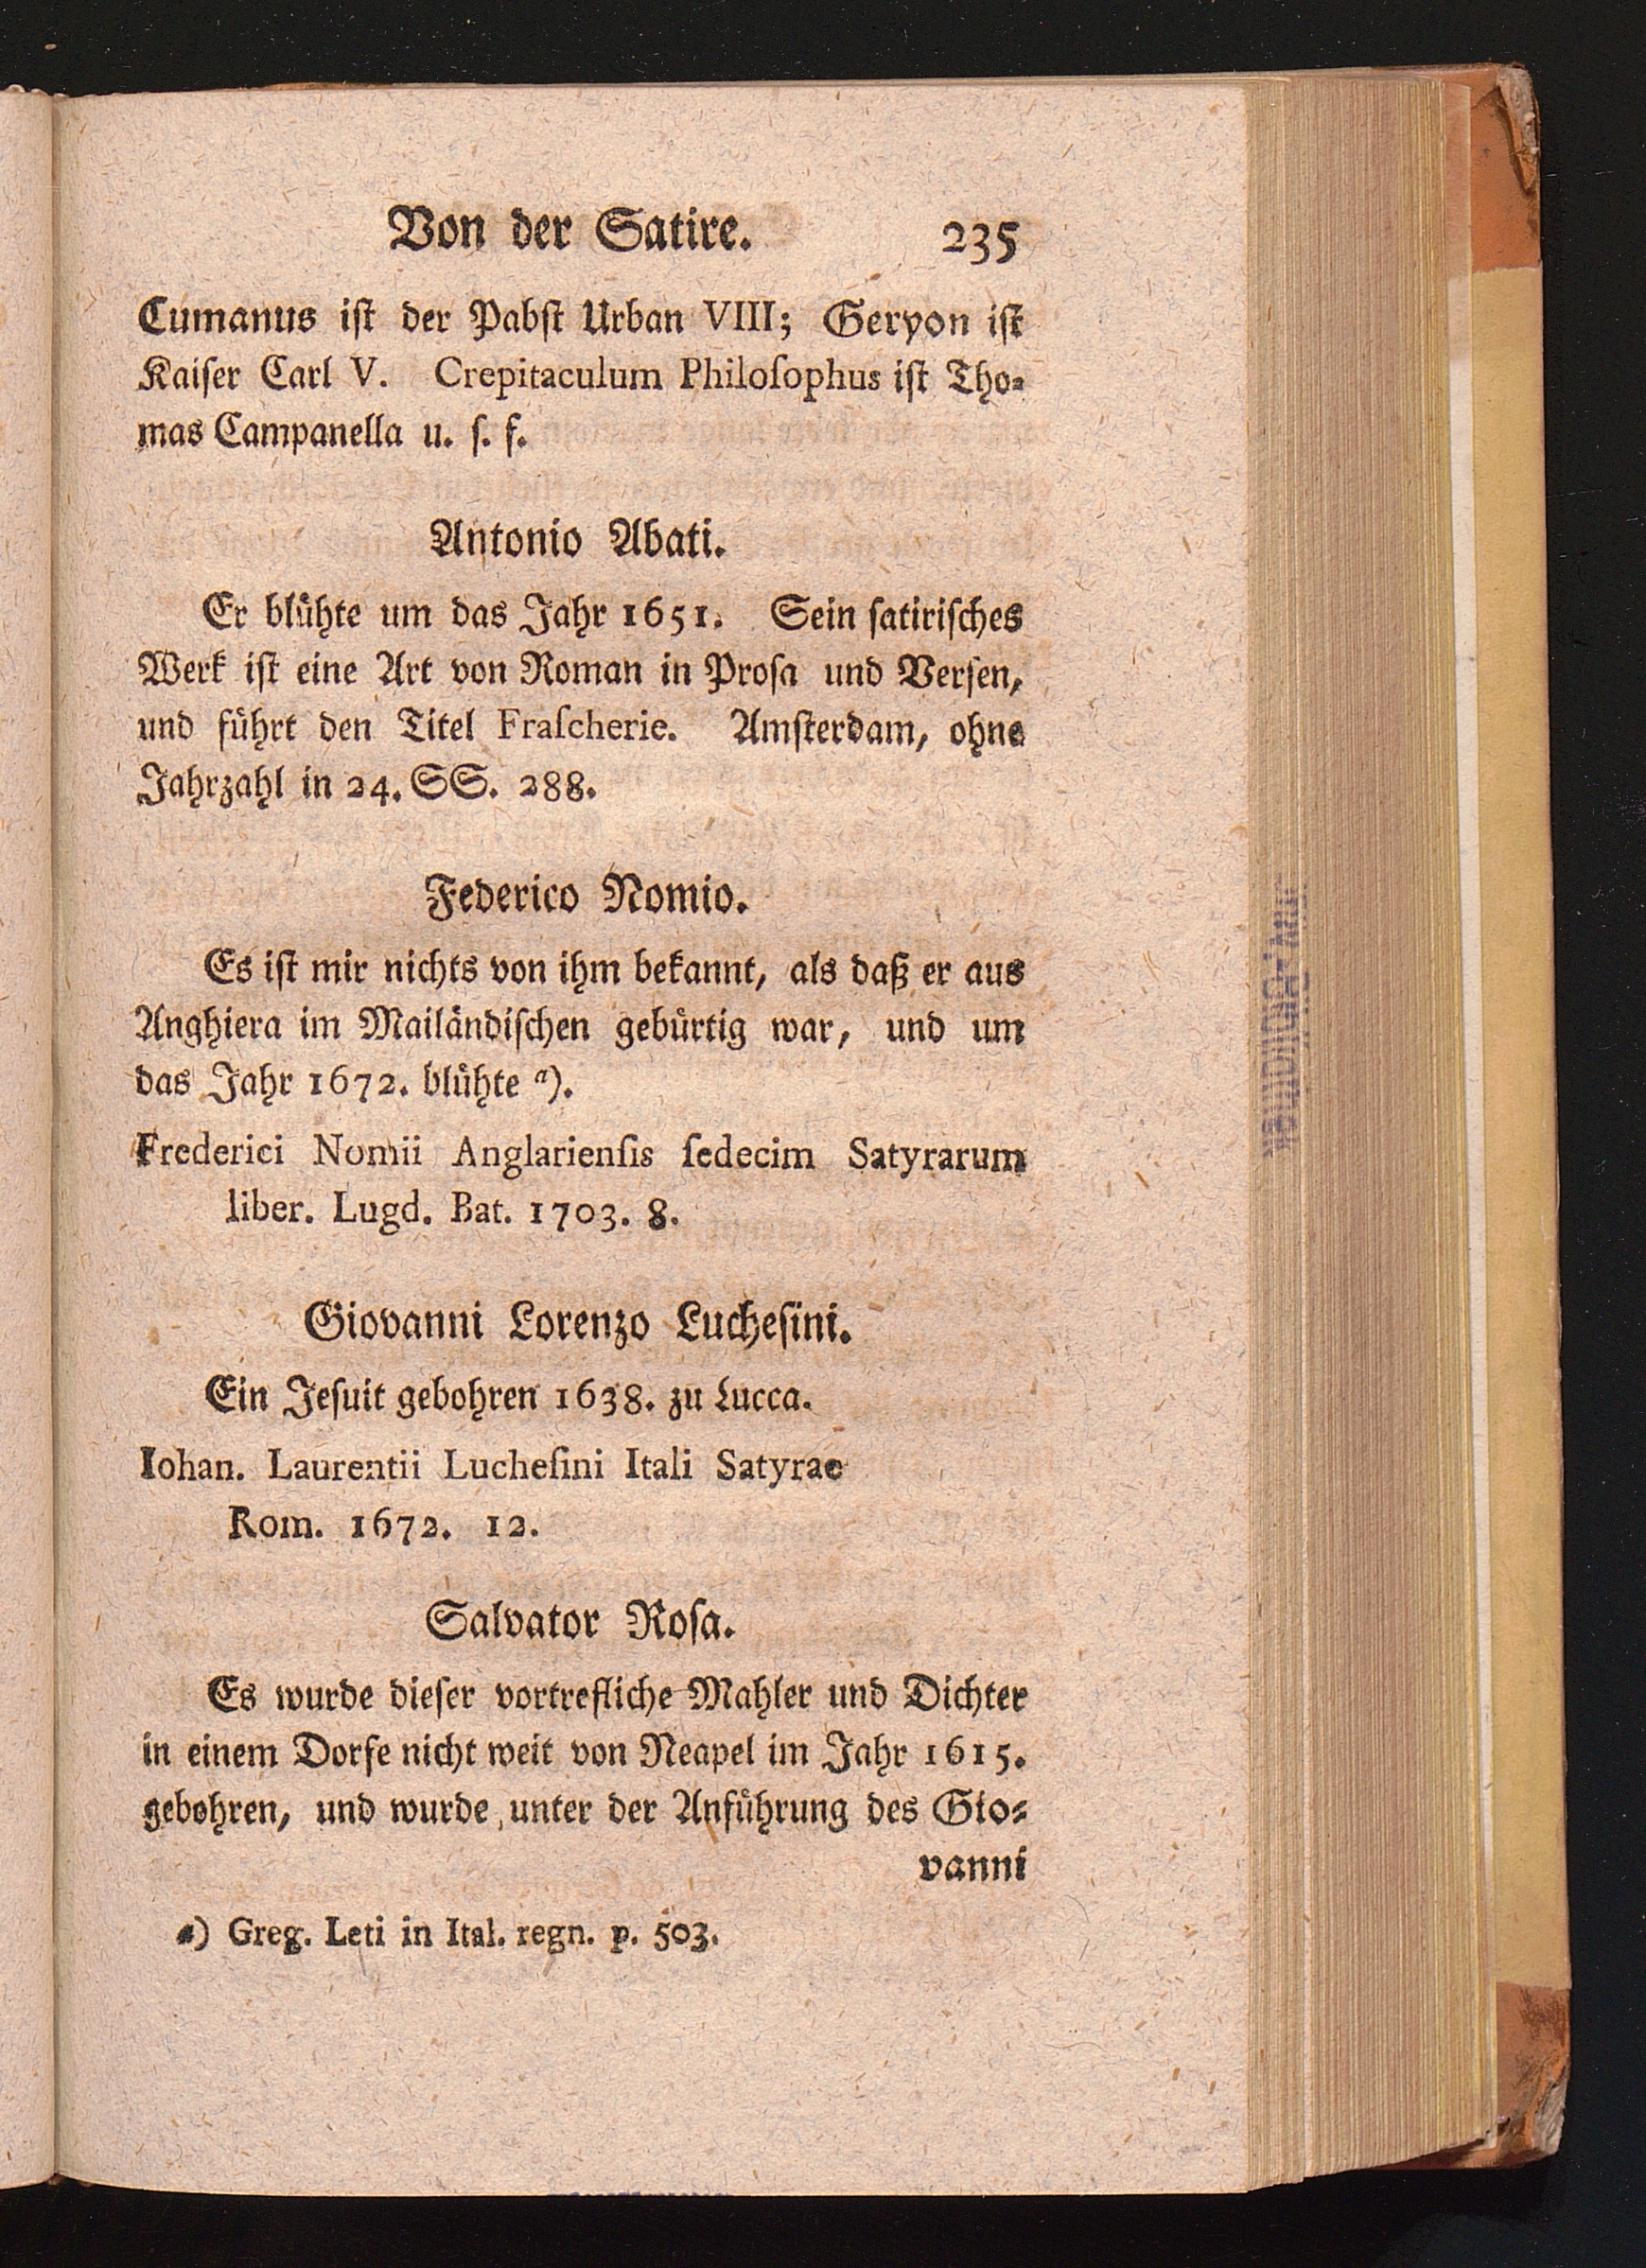 Von der Satire. 235
Cumanus iſt der Pabſt Urban VIII; Geryon iſt
Kaiſer Carl V. Crepitaculum Philoſophus iſt Tho⸗
mas Campanella u. ſ. f.
Antonio Abati.
Er blühte um das Jahr 1651. Sein ſatiriſches
Werk iſt eine Art von Roman in Proſa und Verſen,
und führt den Titel Fraſcherie. Amſterdam, ohne
Jahrzahl in 24. SS. 288.
Federico Nomio.
Es iſt mir nichts von ihm bekannt, als daß er aus
Anghiera im Mailändiſchen gebürtig war, und um
das Jahr 1672. blühte a).
Frederici Nomii Anglarienſis ſedecim Satyrarum
liber. Lugd. Bat. 1703. 8.
Giovanni Lorenzo Lucheſini.
Ein Jeſuit gebohren 1638. zu Lucca.
Iohan. Laurentii Lucheſini Itali Satyrae
Rom. 1672. 12.
Salvator Roſa.
Es wurde dieſer vortrefliche Mahler und Dichter
in einem Dorfe nicht weit von Neapel im Jahr 1615.
gebohren, und wurde unter der Anführung des Gio⸗
vanni
a) Greg. Leti in Ital. regn. p. 503.